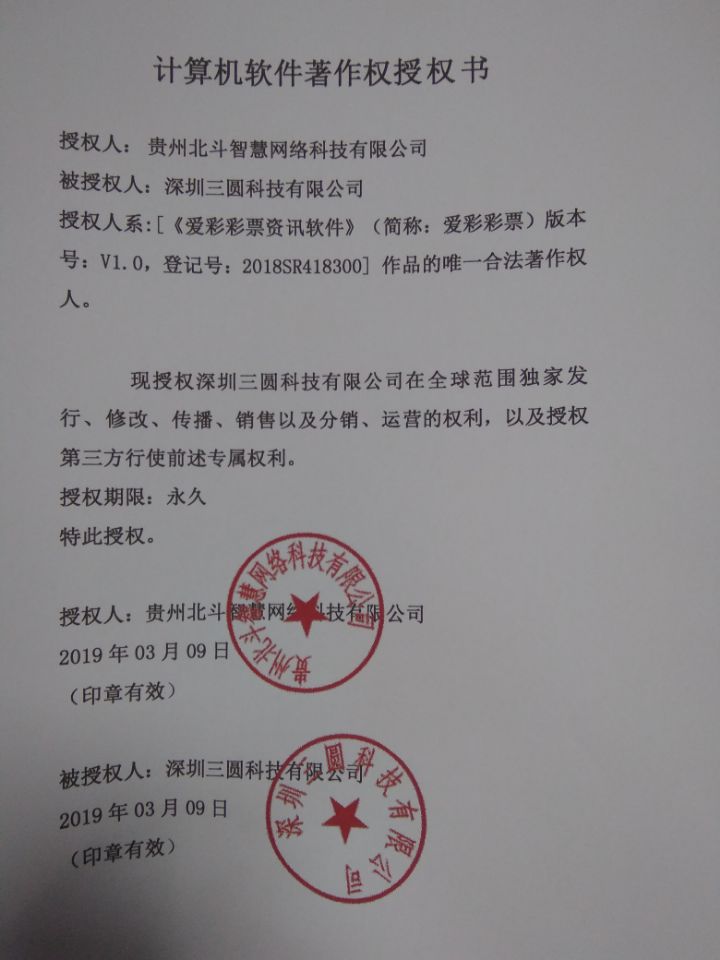 计算机软件著作权授权书
授权人：贵州北斗智慧网络科技有限公司
被授权人：深圳三圆科技有限公司
授权人系:[《爱彩彩票资讯软件》（简称：爱彩彩票）版本
号：V1.0，登记号：2018SR418300] 作品的唯一合法著作权
人。
现授权深圳三圆科技有限公司在全球范围独家发
行、修改、传播、销售以及分销、运营的权利，以及授权
第三方行使前述专属权利。
授权期限：永久
特此授权。
授权人：贵州北斗智慧网络科技有限公司
2019 年 03 月 09 日
（印章有效）
贵州北斗智慧网络科技有限公司
被授权人：深圳三圆科技有限公司
2019 年 03 月 09 日
（印章有效）
深圳三圆科技有限公司